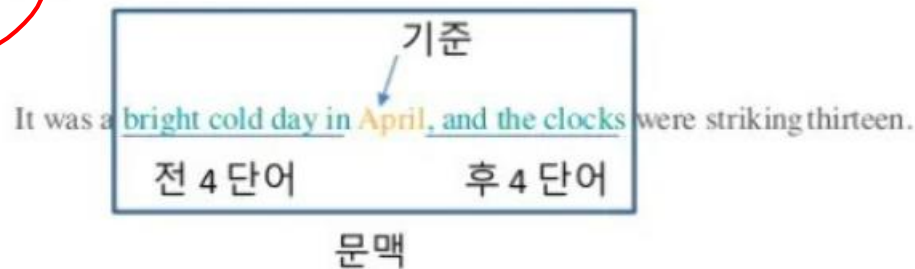 기준
It was a bright cold day in April, and the clocks were striking thirteen.
전 4 단어 후 4 단어
문맥